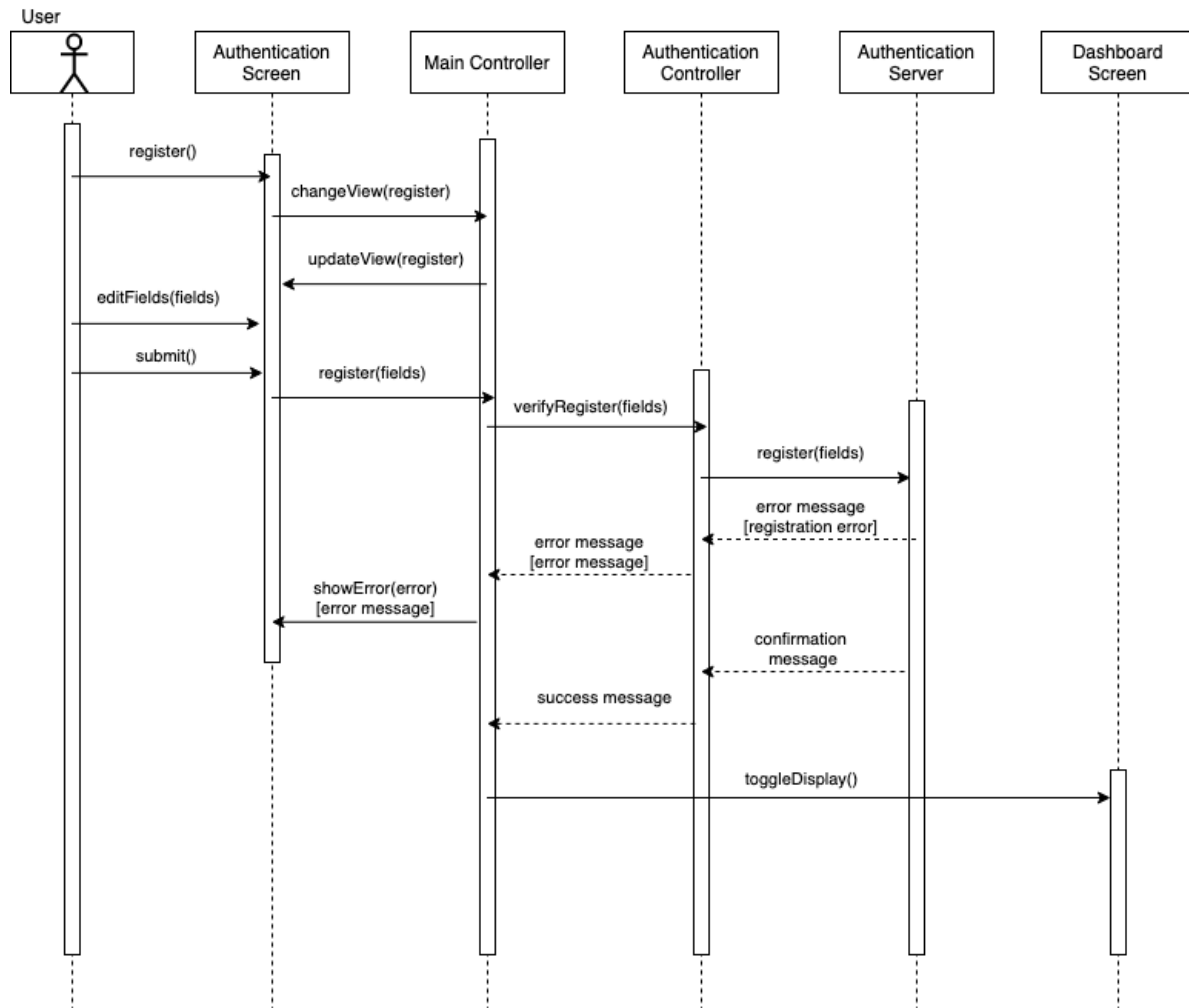 User
Authentication
Screen
Main Controller
Authentication
Controller
Authentication
Server
Dashboard
Screen
register()
changeView(register)
updateView(register)
editFields(fields)
submit()
register(fields)
verifyRegister(fields)
register(fields)
error message
[registration error]
error message
[error message]
showError(error)
[error message]
confirmation
message
success message
toggleDisplay()